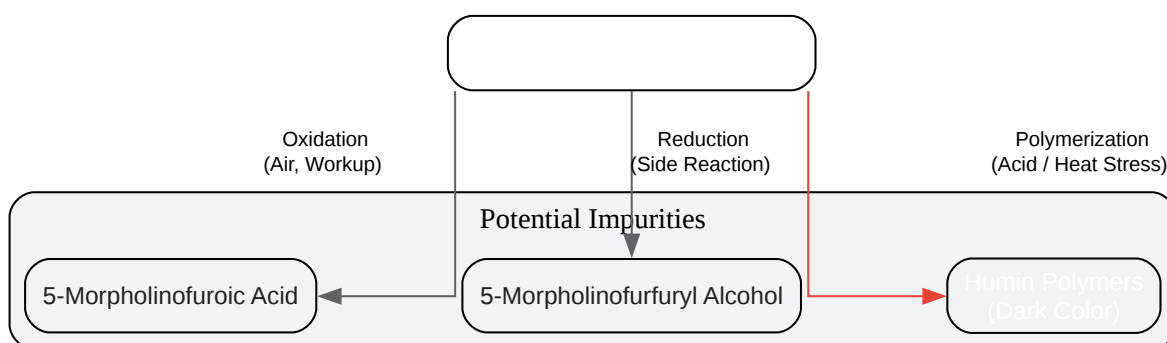 Oxidation
(Air, Workup)
Reduction
(Side Reaction)
Polymerization
(Acid / Heat Stress)
Potential Impurities
5-Morpholinofuroic Acid
5-Morpholinofurfuryl Alcohol
Humin Polymers
(Dark Color)